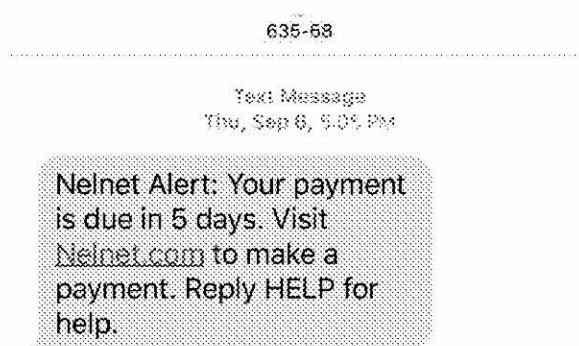 635-68
Text Message
Thu, Sep 6, 5:05 PM
Nelnet Alert: Your payment
is due in 5 days. Visit
Nelnet.com to make a
payment. Reply HELP for
help.